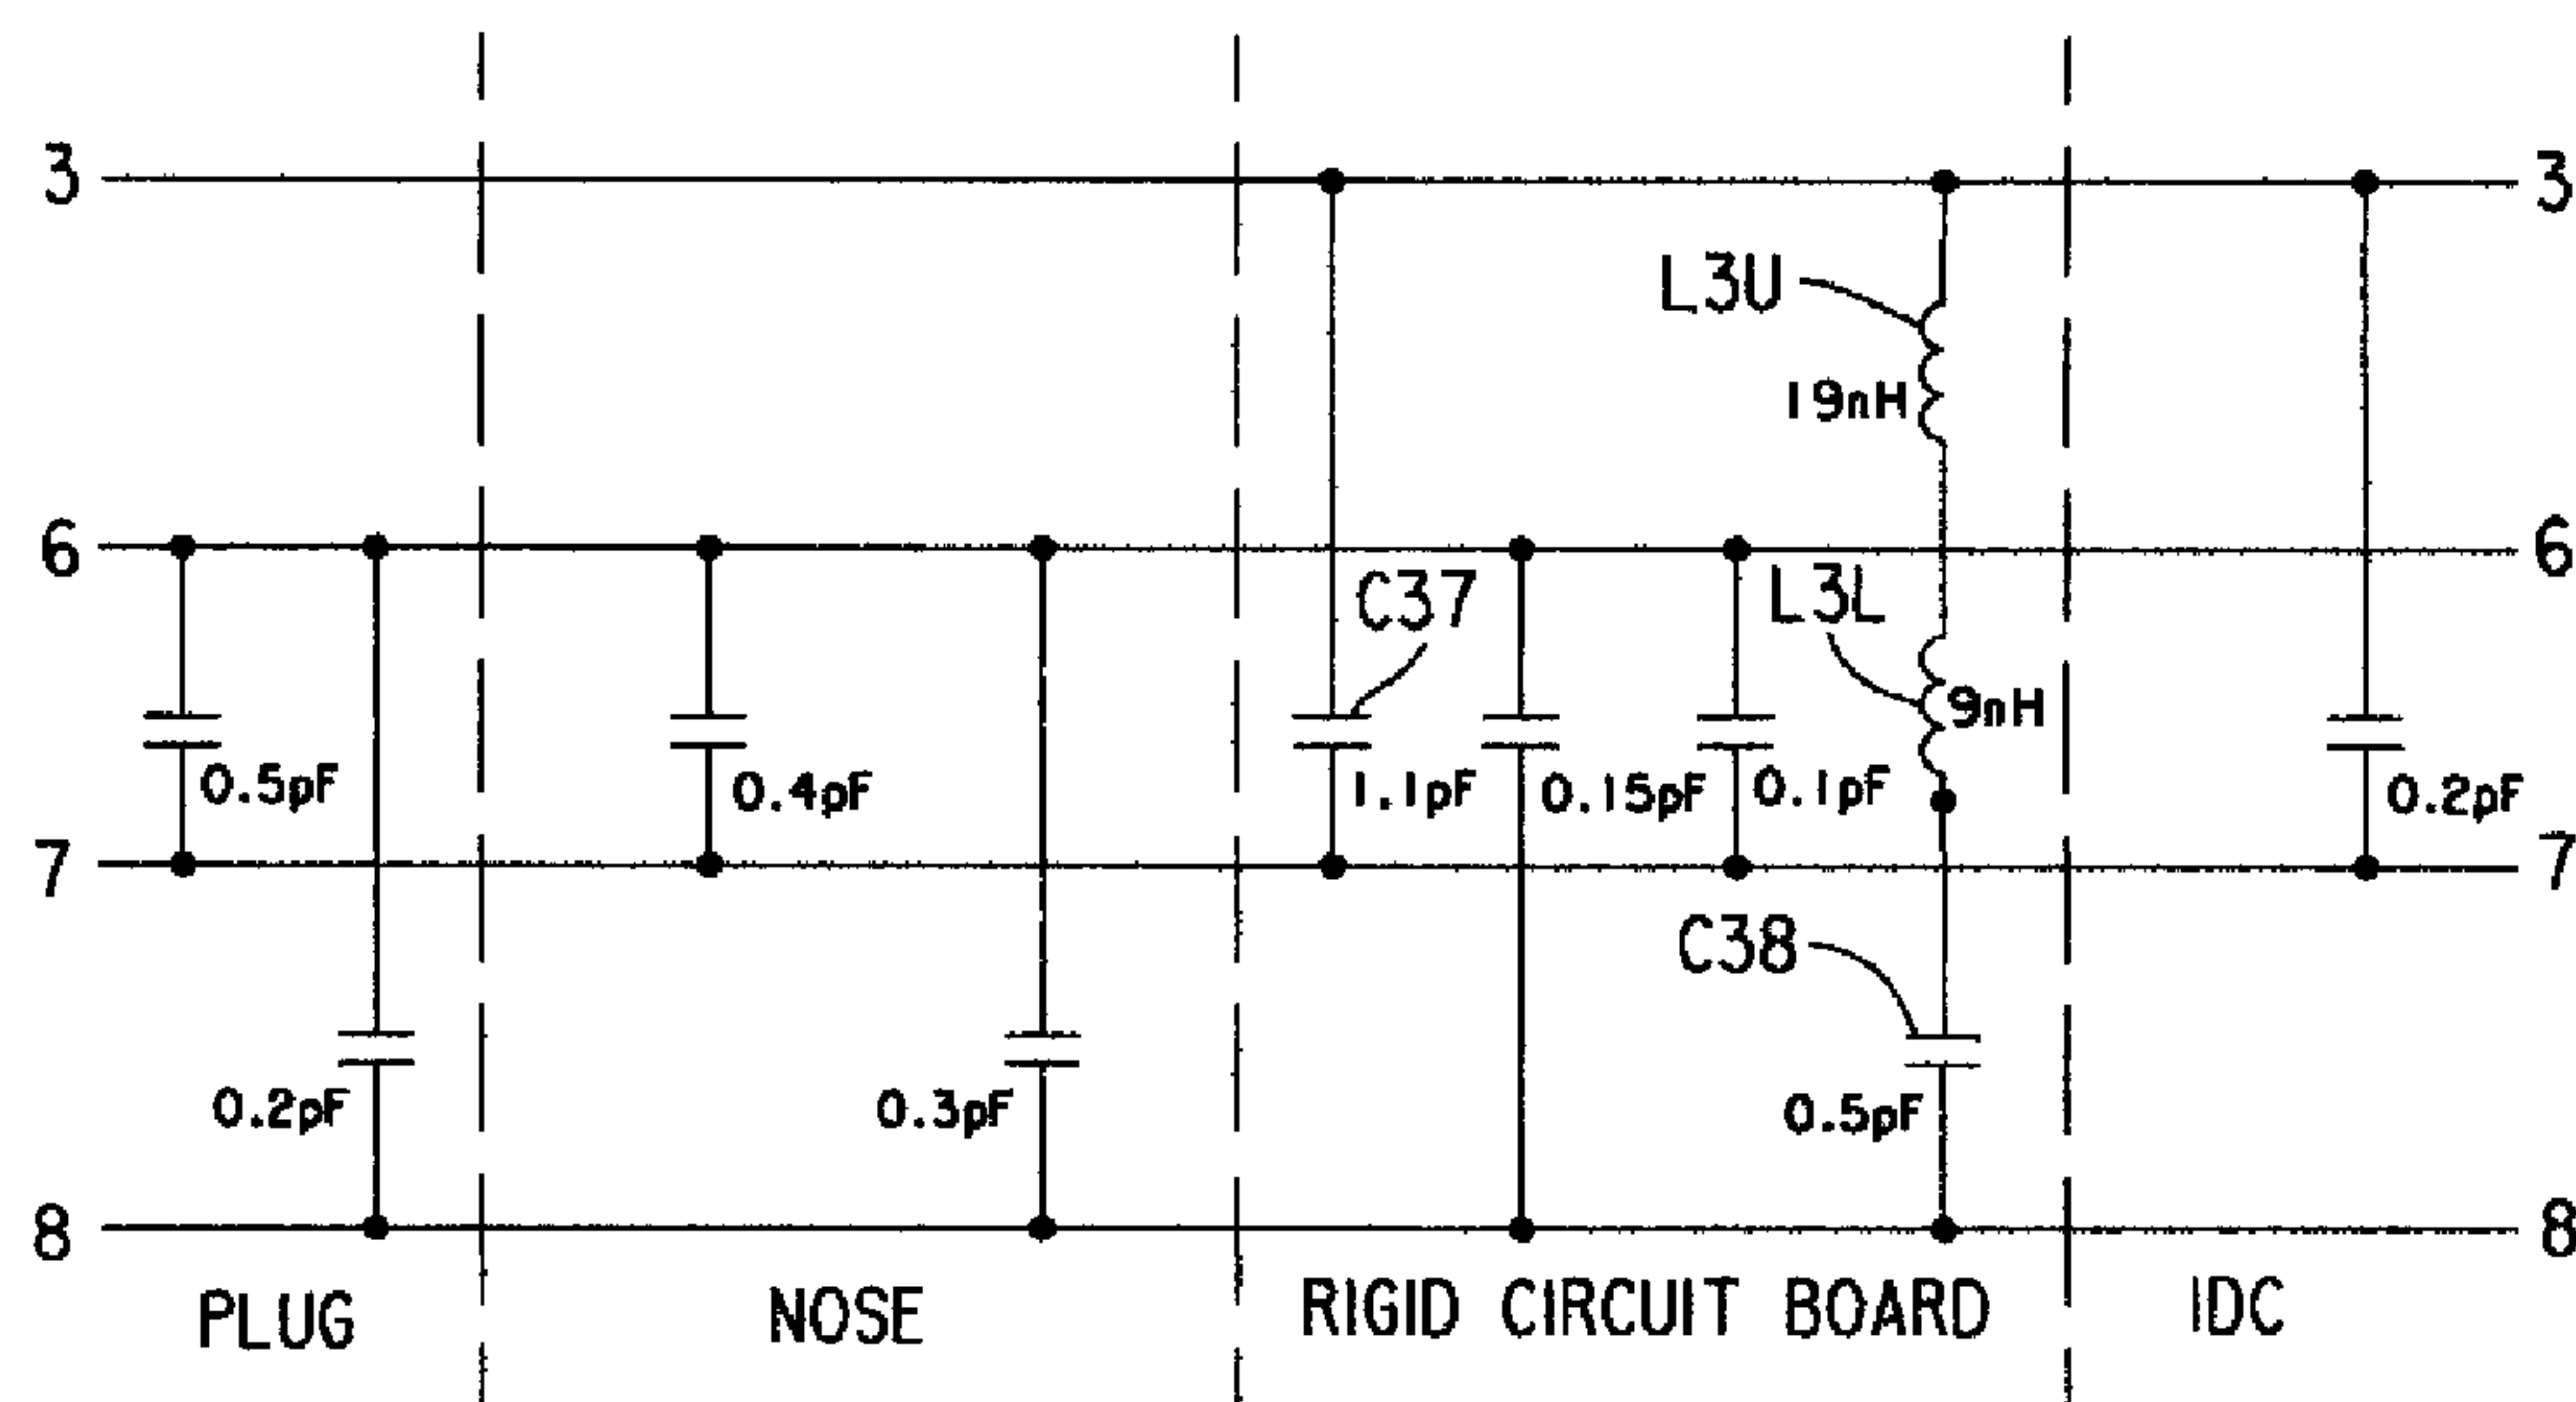 3
3
L3U
19nH
6
6
C37
L3L
9nH
0.5pF
0.4pF
1.1pF
0.15pF
0.1pF
0.2pF
7
7
C38
0.2pF
0.3pF
0.5pF
8
8
PLUG
NOSE
RIGID CIRCUIT BOARD
IDC